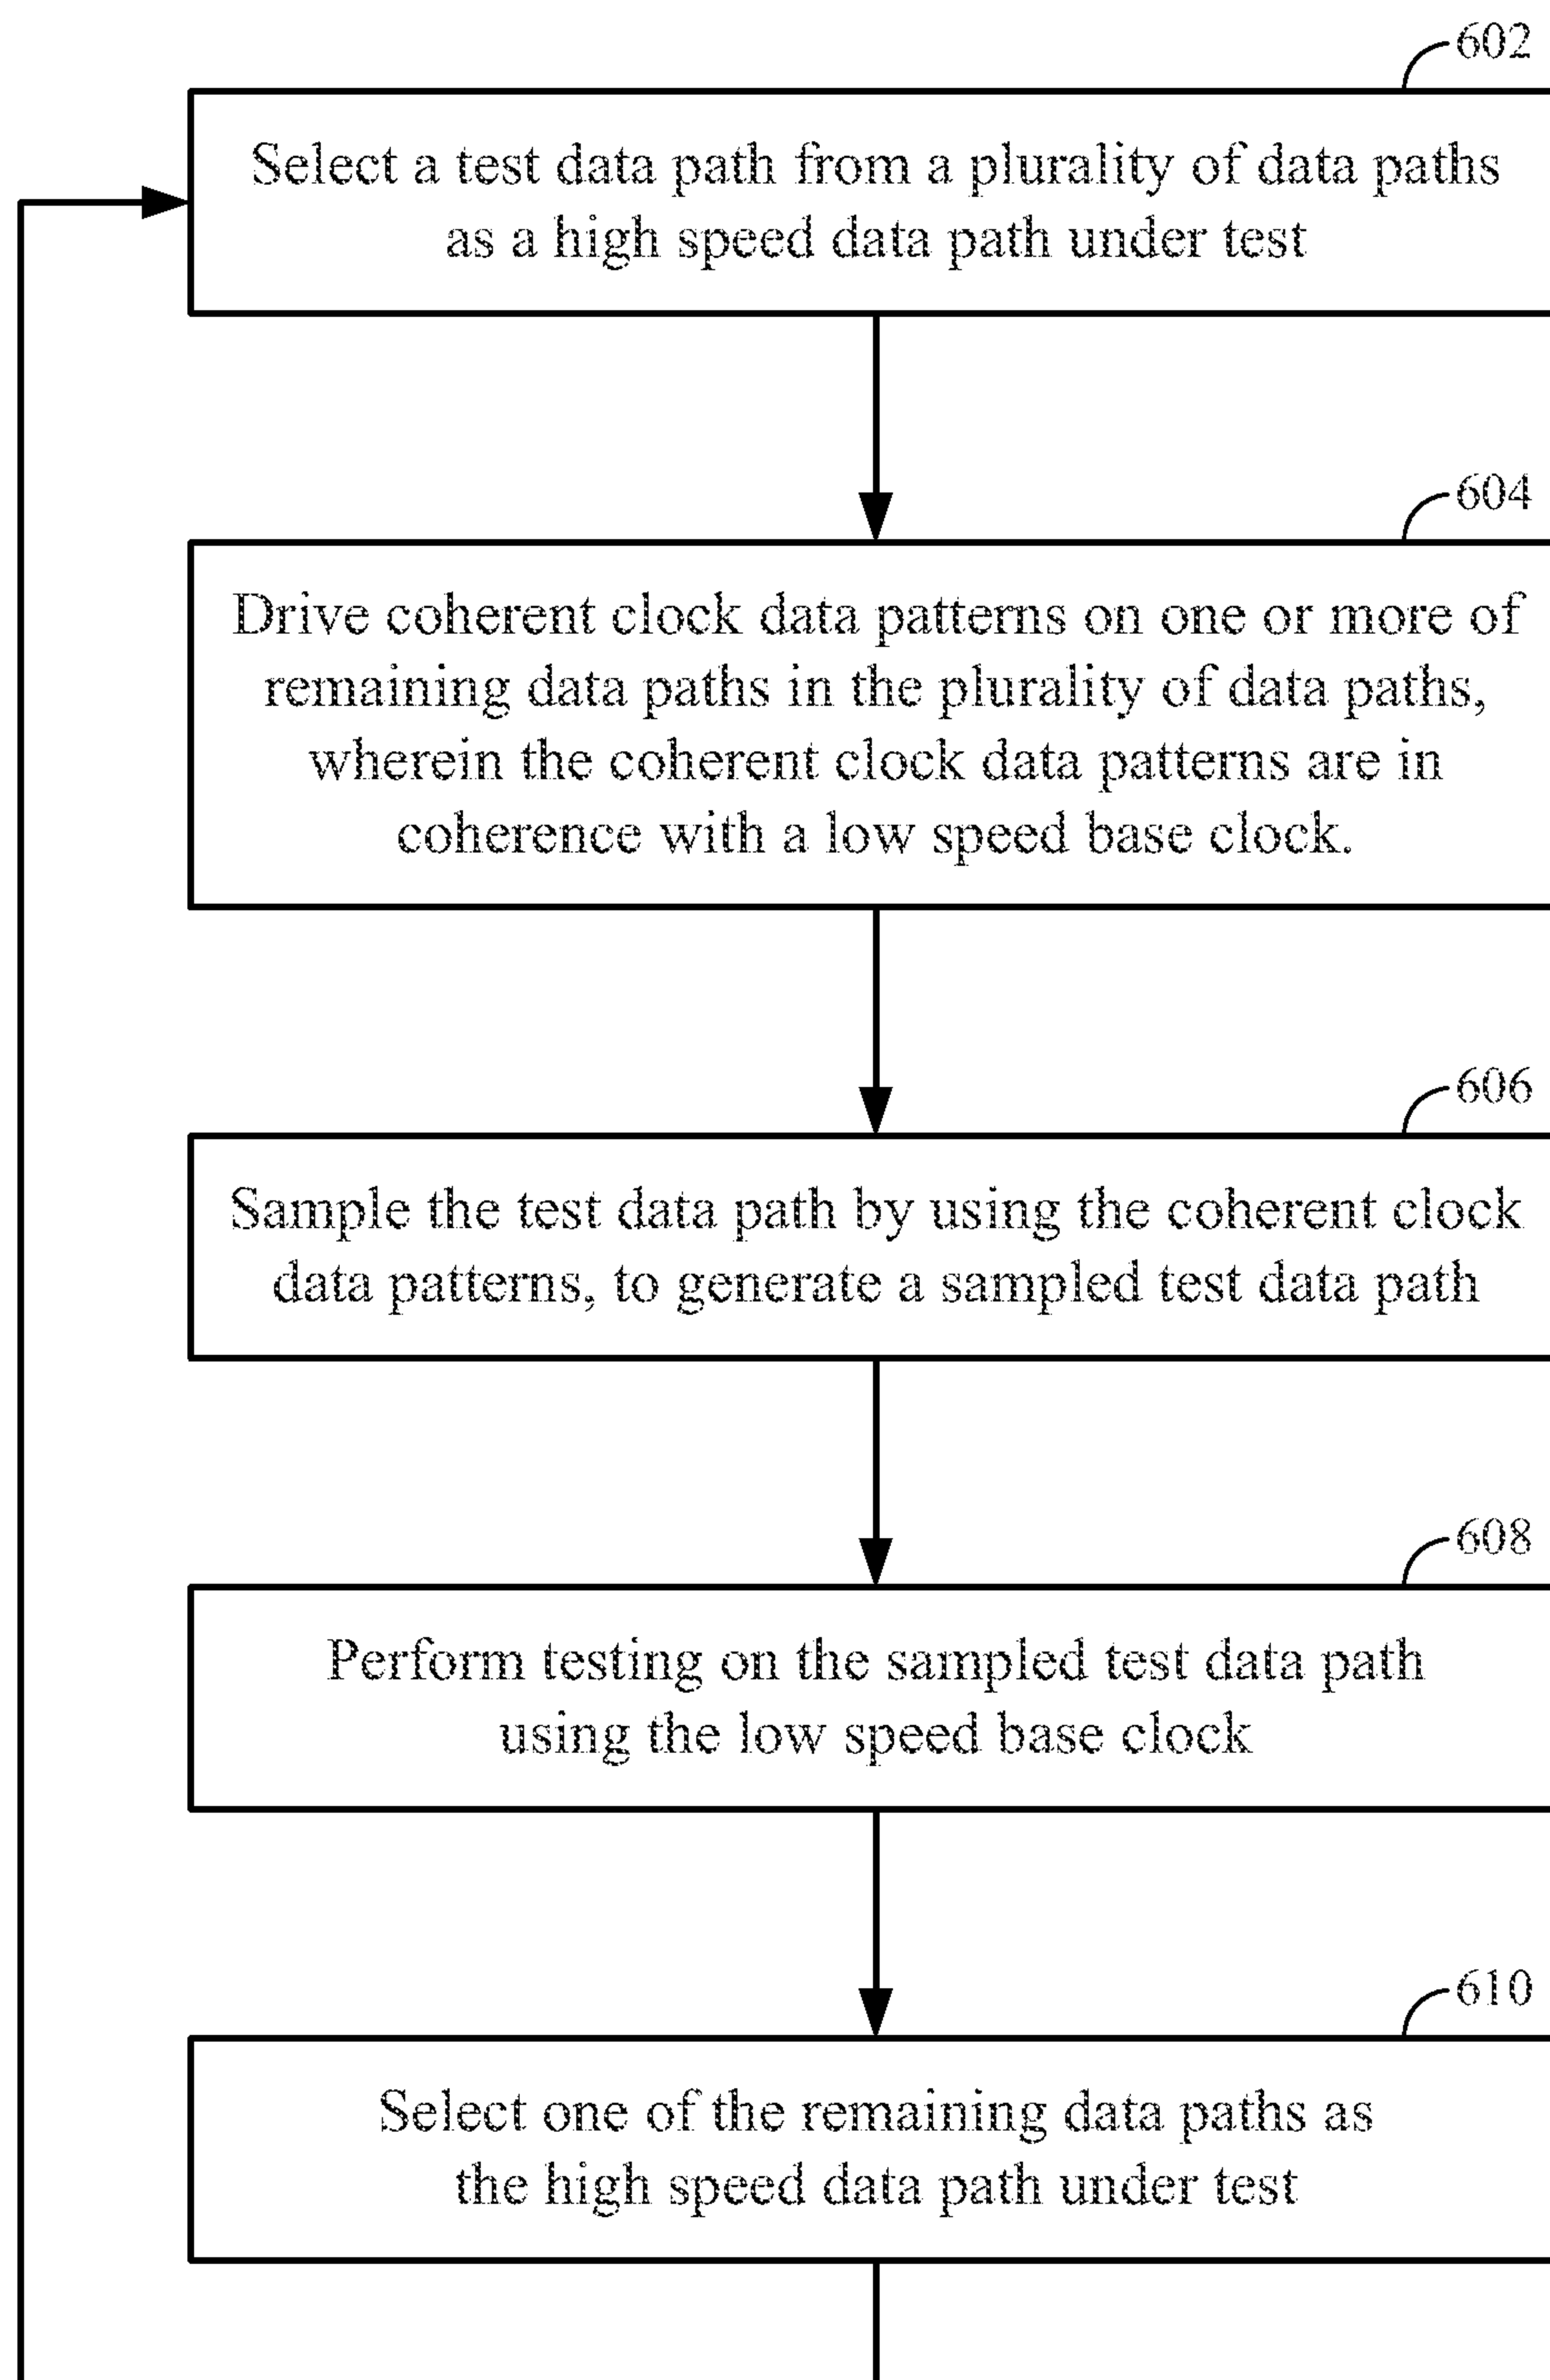 602
Select a test data path from a plurality of data paths
as a high speed data path under test
604
Drive coherent clock data patterns on one or more of
remaining data paths in the plurality of data paths,
wherein the coherent clock data patterns are in
coherence with a low speed base clock.
606
Sample the test data path by using the coherent clock
data patterns, to generate a sampled test data path
608
Perform testing on the sampled test data path
using the low speed base clock
610
Select one of the remaining data paths as
the high speed data path under test